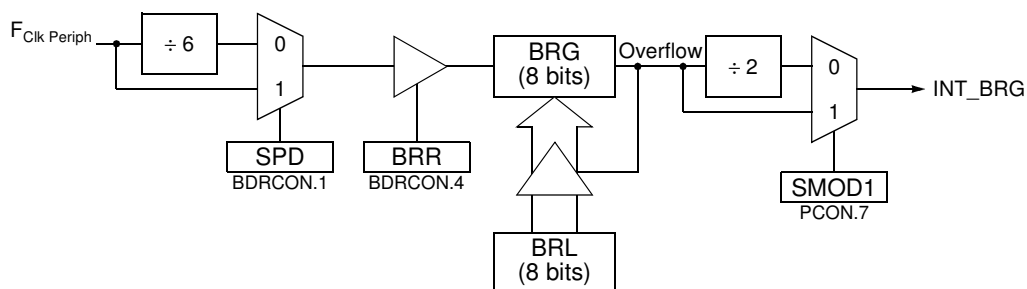 F Clk Periph
÷ 6
0
1
SPD
BDRCON.1
BRR
BDRCON.4
BRG
(8 bits)
Overflow
BRL
(8 bits)
÷ 2
0
1
INT_BRG
SMOD1
PCON.7